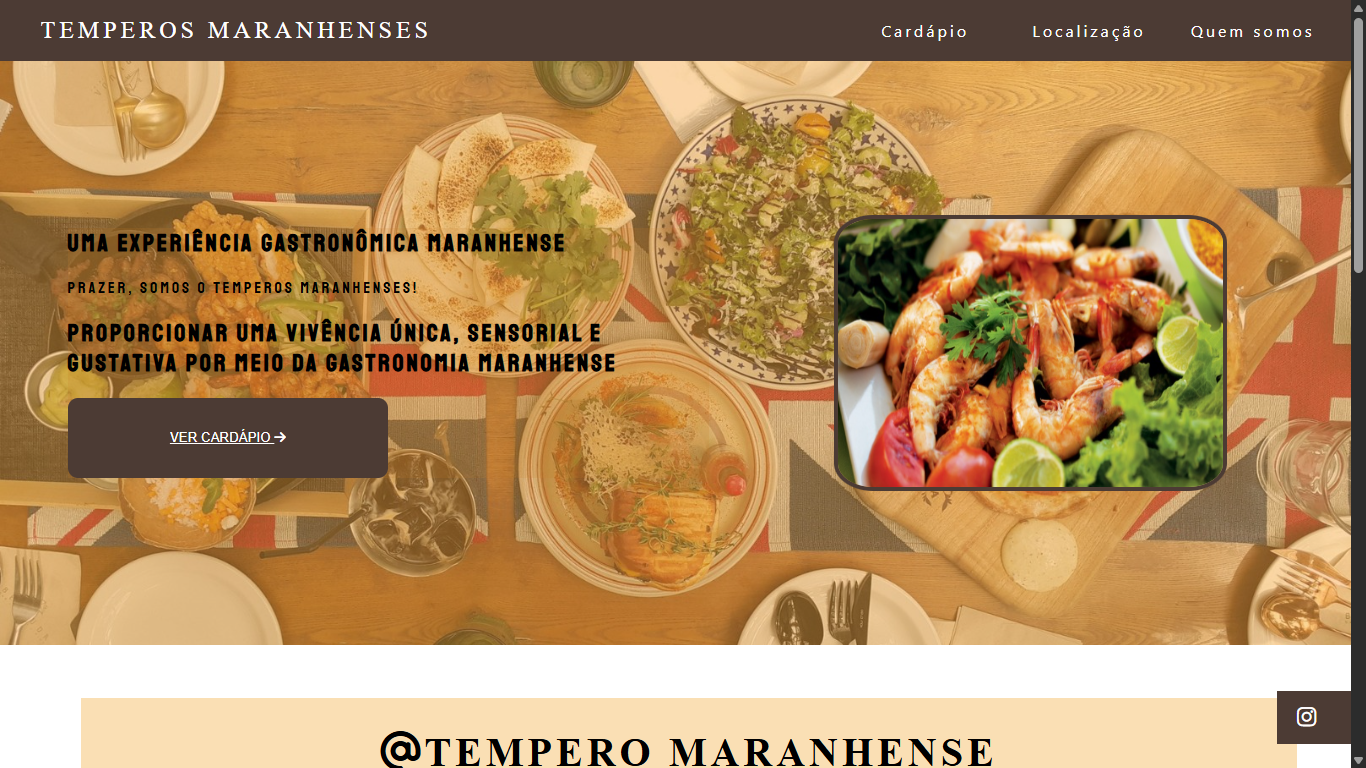 TEMPEROS MARANHENSES
Cardápio Localização Quem somos
UMA EXPERIÊNCIA GASTRONÔMICA MARANHENSE
PRAZER, SOMOS O TEMPEROS MARANHENSES!
PROPORCIONAR UMA VIVÊNCIA ÚNICA, SENSORIAL E
GUSTATIVA POR MEIO DA GASTRONOMIA MARANHENSE
VER CARDÁPIO
@TEMPERO MARANHENSE